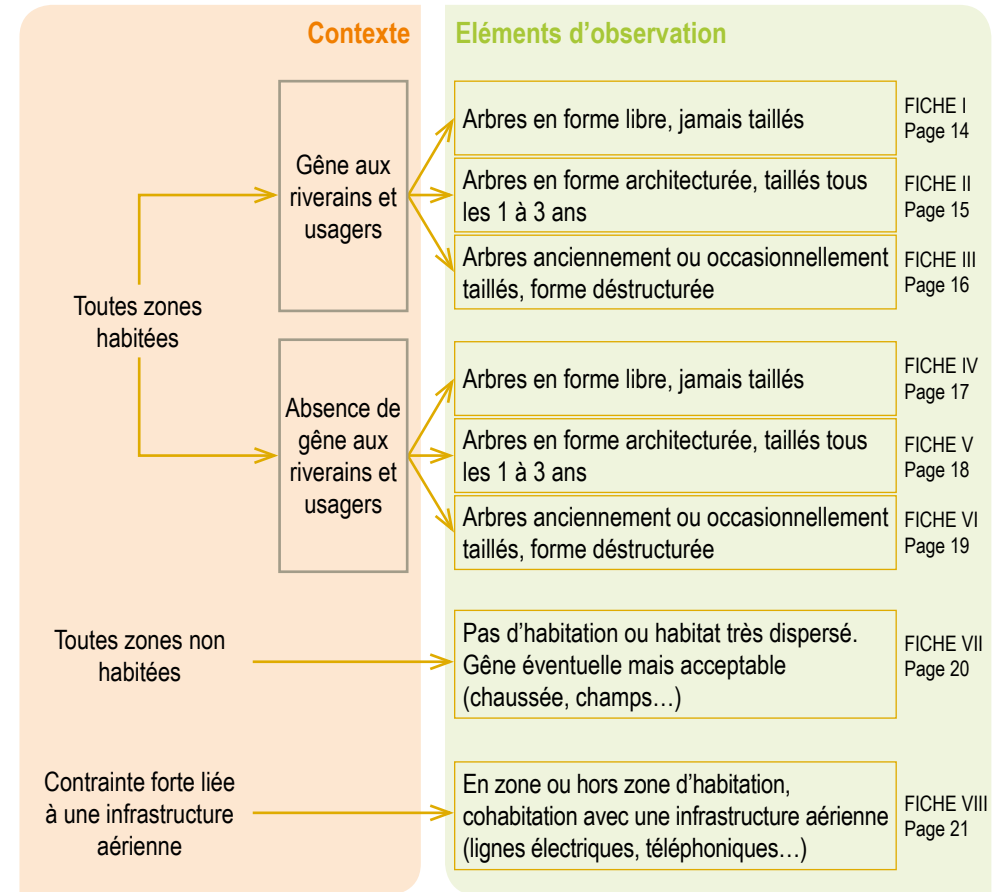 Contexte
Eléments d'observation
Toutes zones
habitées
Gêne aux
riverains et
usagers
Arbres en forme libre, jamais taillés
FICHE I
Page 14
Arbres en forme architecturée, taillés tous
les 1 à 3 ans
FICHE II
Page 15
Arbres anciennement ou occasionnellement
taillés, forme déstructurée
FICHE III
Page 16
Absence de
gêne aux
riverains et
usagers
Arbres en forme libre, jamais taillés
FICHE IV
Page 17
Arbres en forme architecturée, taillés tous
les 1 à 3 ans
FICHE V
Page 18
Arbres anciennement ou occasionnellement
taillés, forme déstructurée
FICHE VI
Page 19
Toutes zones non
habitées
Pas d'habitation ou habitat très dispersé.
Gêne éventuelle mais acceptable
(chaussée, champs…)
FICHE VII
Page 20
Contrainte forte liée
à une infrastructure
aérienne
En zone ou hors zone d'habitation,
cohabitation avec une infrastructure aérienne
(lignes électriques, téléphoniques…)
FICHE VIII
Page 21